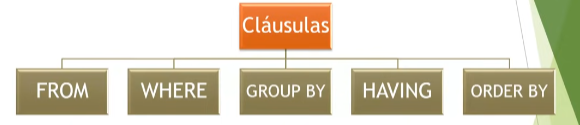 Cláusulas
FROM
WHERE
GROUP BY
HAVING
ORDER BY